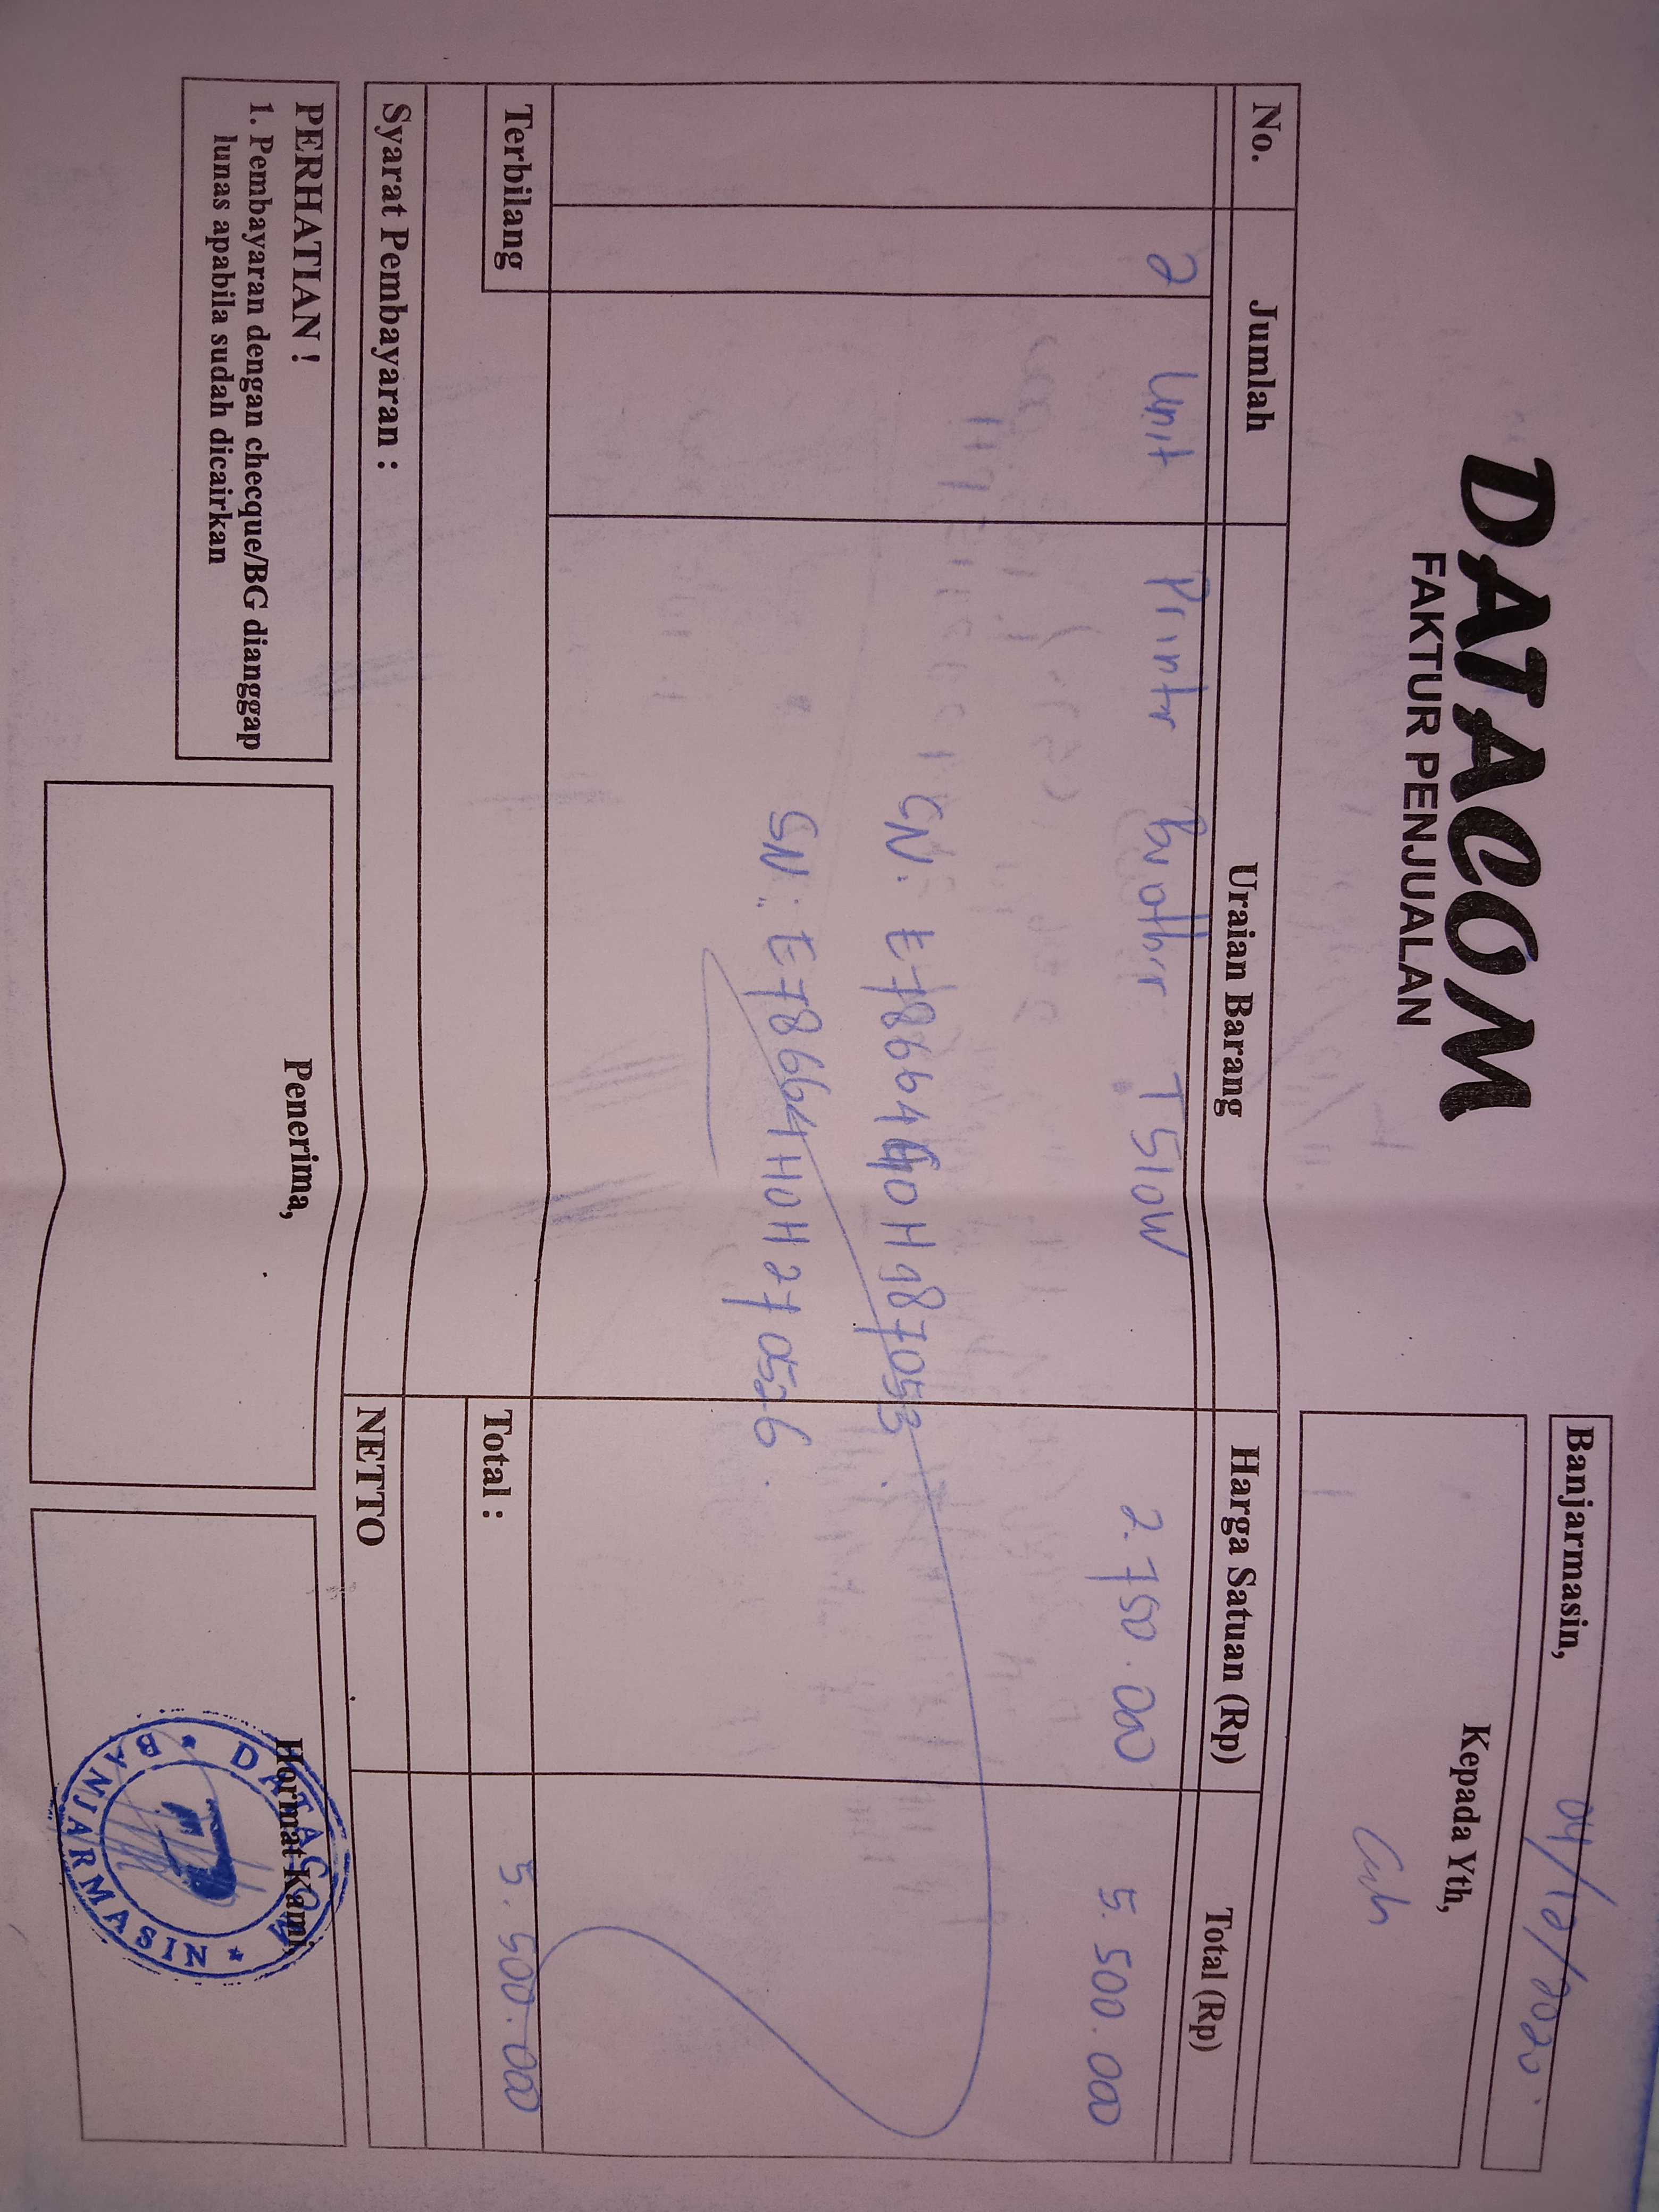 DATACOM
FAKTUR PENJUALAN
Banjarmasin, 04/12/2020
Kepada Yth,
Cash
No. Jumlah Uraian Barang Harga Satuan (Rp) Total (Rp)
2 Unit Printer Brother T510W 2.750.000 5.500.000
SN: E78664H0H187053
SN: E78664H0H270526
Terbilang Total : 5.500.000
Syarat Pembayaran : NETTO
PERHATIAN !
1. Pembayaran dengan checque/BG dianggap
lunas apabila sudah dicairkan
Penerima,
Hormat Kami,
DATACOM
* BANJARMASIN *